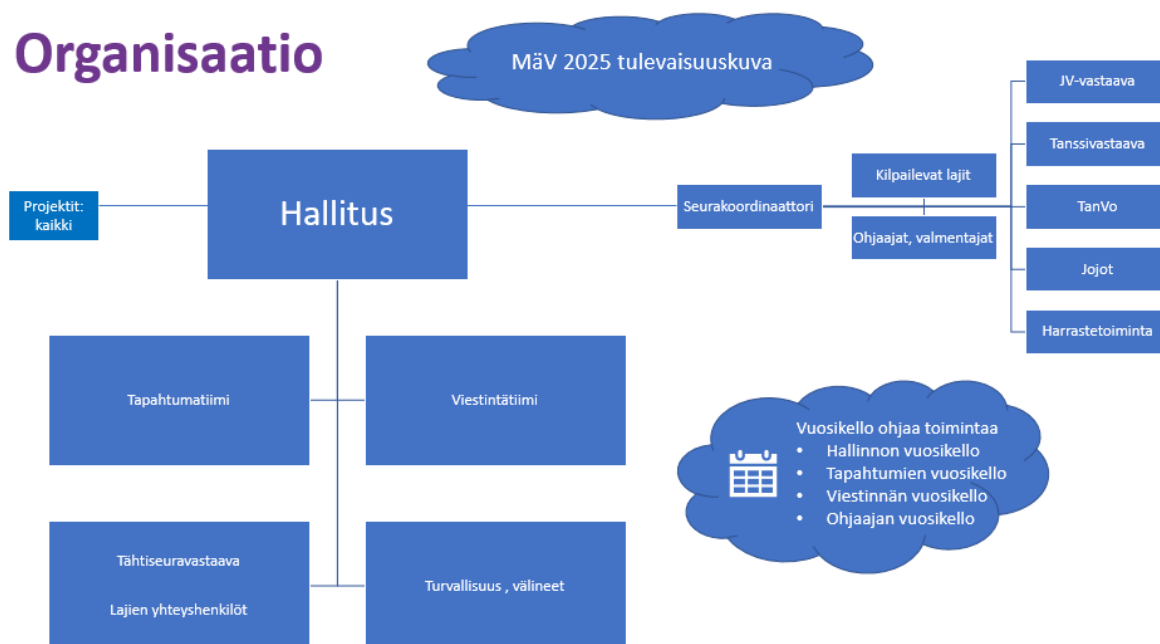 Organisaatio
MäV 2025 tulevaisuuskuva
JV-vastaava
Tanssivastaava
Kilpailevat lajit
Projektit:
kaikki
Hallitus
Seurakoordinaattori
TanVo
Ohjaajat, valmentajat
Jojot
Harrastetoiminta
Tapahtumatiimi
Viestintätiimi
Vuosikello ohjaa toimintaa
• Hallinnon vuosikello
• Tapahtumien vuosikello
• Viestinnän vuosikello
• Ohjaajan vuosikello
Tähtiseuravastaava
Lajien yhteyshenkilöt
Turvallisuus , välineet